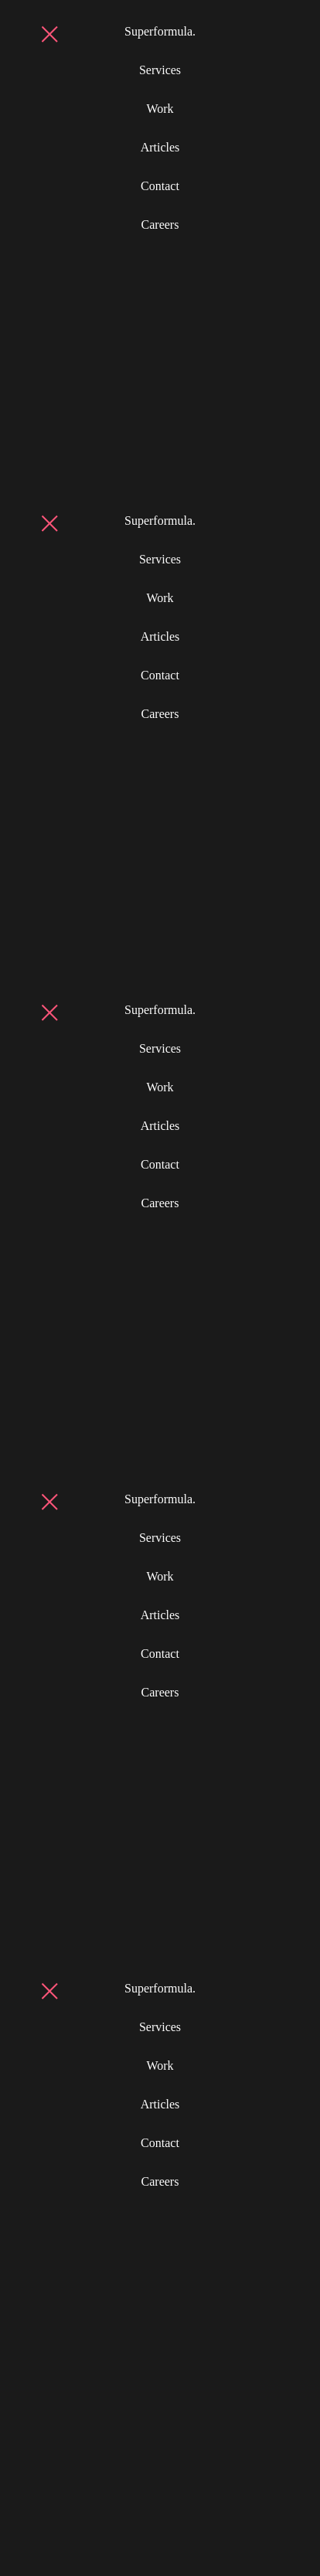 Superformula.
Services
Work
Articles
Contact
Careers
Superformula.
Services
Work
Articles
Contact
Careers
Superformula.
Services
Work
Articles
Contact
Careers
Superformula.
Services
Work
Articles
Contact
Careers
Superformula.
Services
Work
Articles
Contact
Careers